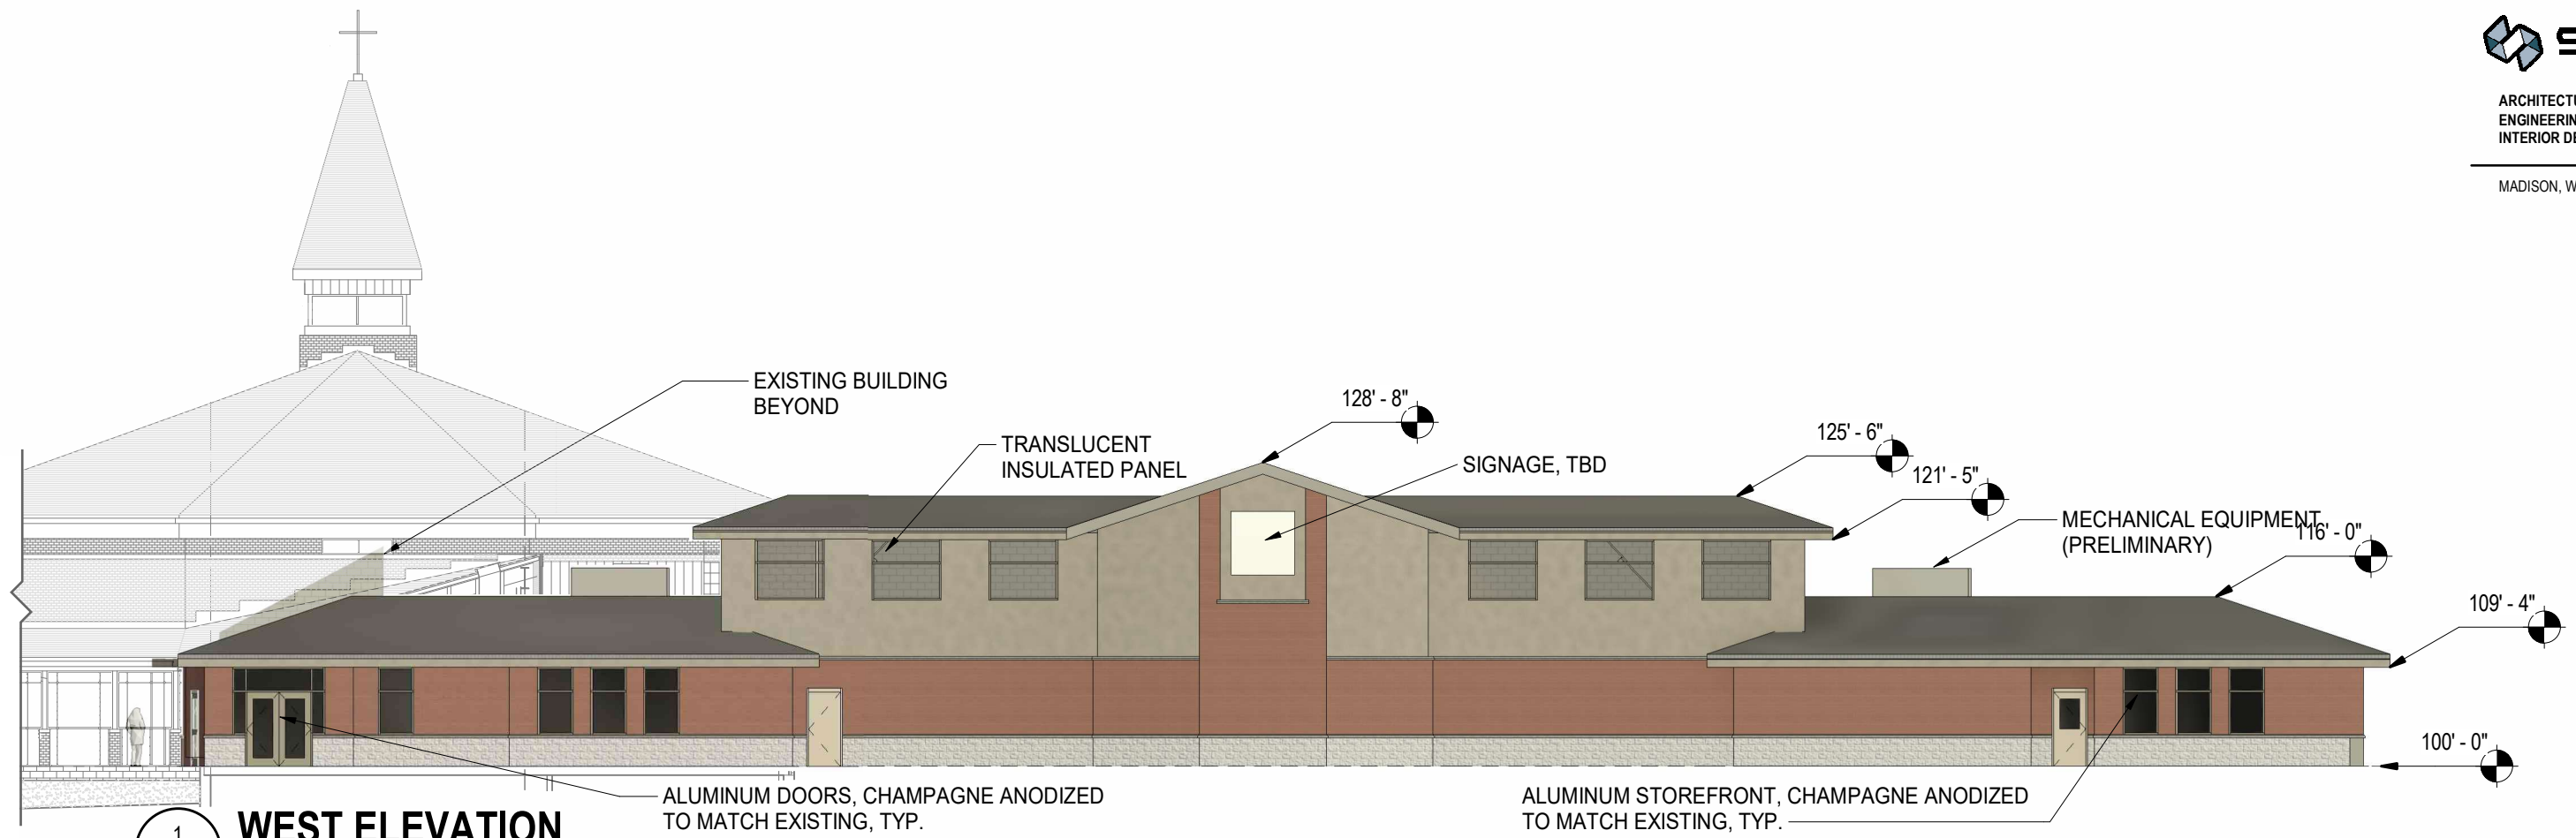 ARCHITECTU
ENGINEERIN
INTERIOR DE
MADISON, W
EXISTING BUILDING
BEYOND
128' - 8"
TRANSLUCENT
INSULATED PANEL
SIGNAGE, TBD
125' - 6"
121' - 5"
MECHANICAL EQUIPMENT
(PRELIMINARY)
116' - 0"
109' - 4"
100' - 0"
ALUMINUM DOORS, CHAMPAGNE ANODIZED
TO MATCH EXISTING, TYP.
ALUMINUM STOREFRONT, CHAMPAGNE ANODIZED
TO MATCH EXISTING, TYP.
1
WEST ELEVATION